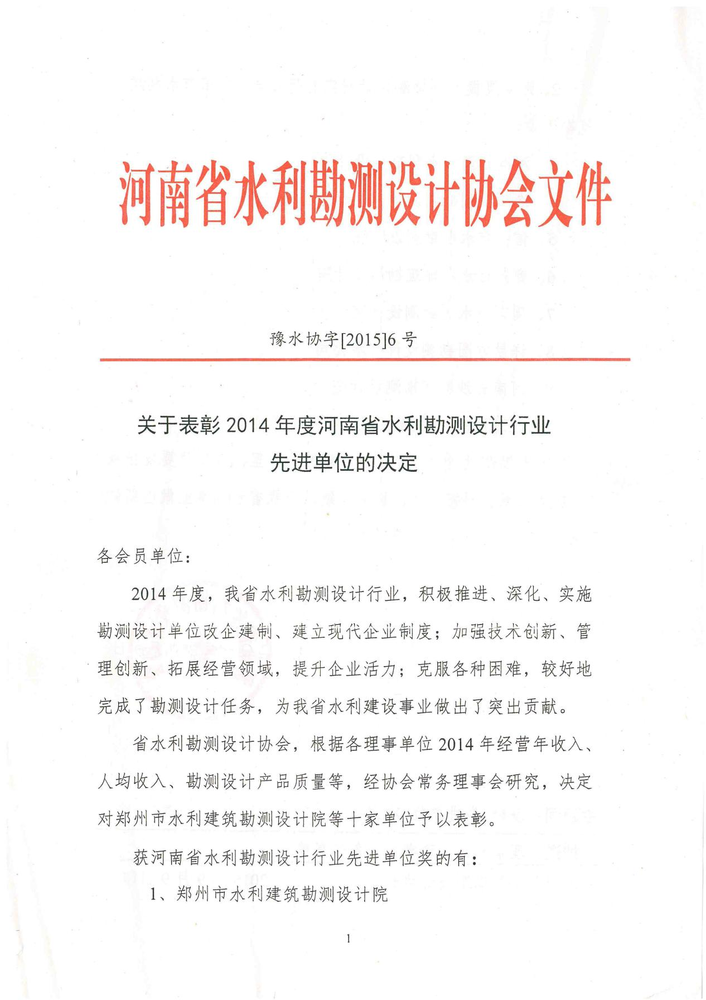 河南省水利勘测设计协会文件
豫水协字[2015]6 号
关于表彰 2014 年度河南省水利勘测设计行业
先进单位的决定
各会员单位：
2014 年度，我省水利勘测设计行业，积极推进、深化、实施
勘测设计单位改企建制、建立现代企业制度；加强技术创新、管
理创新、拓展经营领域，提升企业活力；克服各种困难，较好地
完成了勘测设计任务，为我省水利建设事业做出了突出贡献。
省水利勘测设计协会，根据各理事单位 2014 年经营年收入、
人均收入、勘测设计产品质量等，经协会常务理事会研究，决定
对郑州市水利建筑勘测设计院等十家单位予以表彰。
获河南省水利勘测设计行业先进单位奖的有：
1、郑州市水利建筑勘测设计院
1